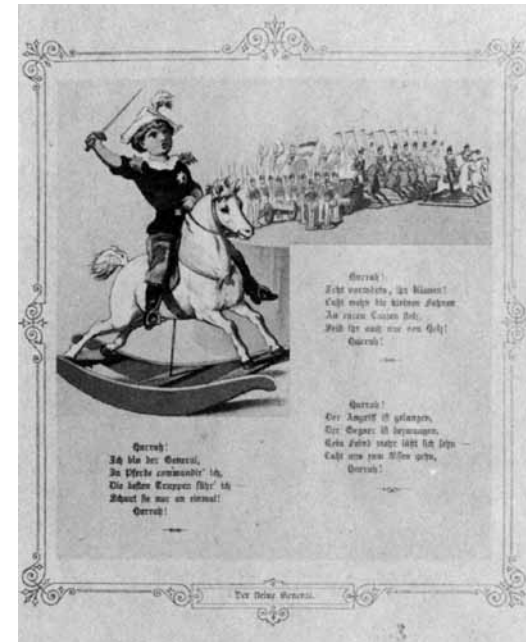 Hurrah!
Ich bin der General,
Zu Pferde commandir' ich,
Die besten Truppen führ' ich —
Schaut sie nur an einmal!
Hurrah!
Hurrah!
Jetzt vorwärts, ihr Ulanen!
Laßt wehn die kleinen Fahnen
An euren Lanzen stolz,
Seid ihr auch nur von Holz!
Hurrah!
Hurrah!
Der Angriff ist gelungen,
Der Gegner ist bezwungen,
Kein Feind mehr läßt sich sehn —
Laßt uns zum Essen gehn,
Hurrah!
Der kleine General.